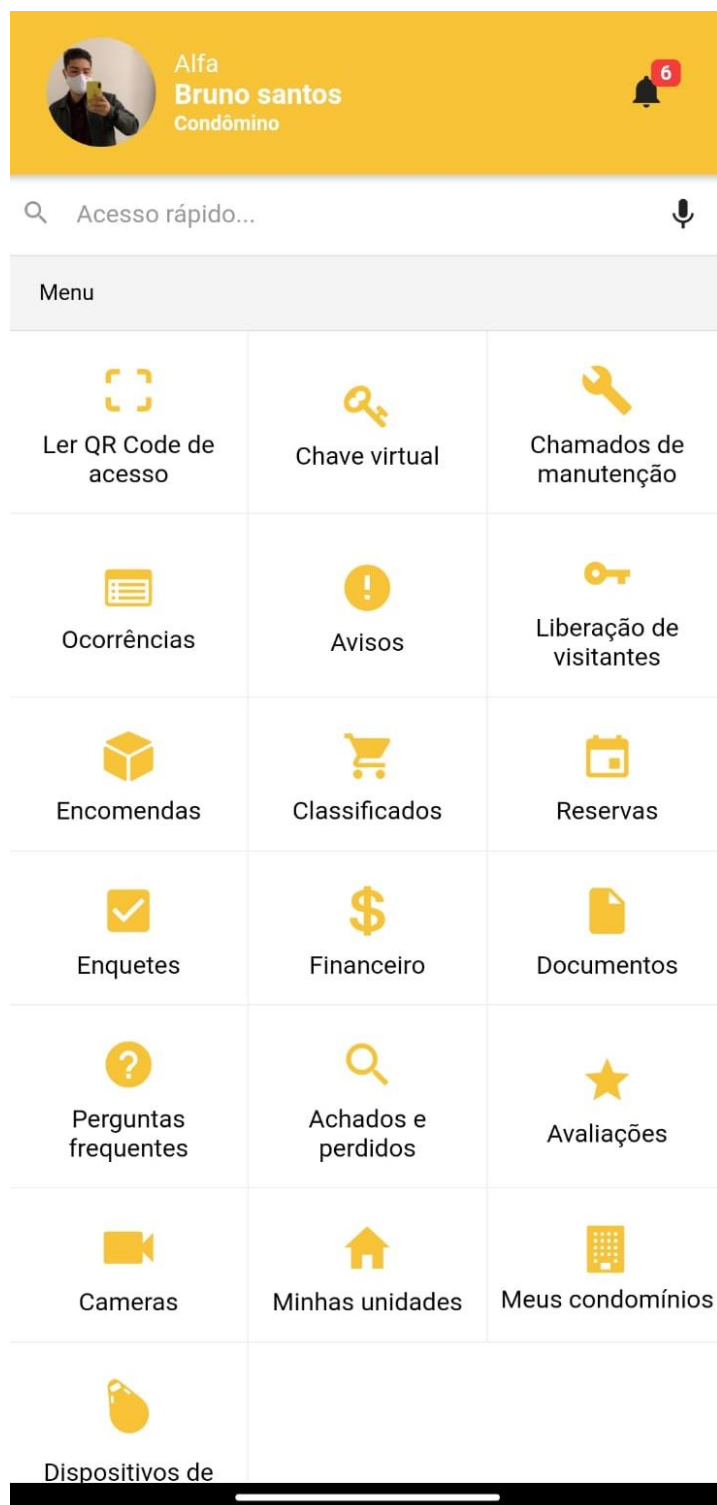 Alfa
Bruno santos
Condômino
6
Acesso rápido...
Menu
Ler QR Code de
acesso
Chave virtual
Chamados de
manutenção
Ocorrências
Avisos
Liberação de
visitantes
Encomendas
Classificados
Reservas
Enquetes
Financeiro
Documentos
Perguntas
frequentes
Achados e
perdidos
Avaliações
Cameras
Minhas unidades
Meus condomínios
Dispositivos de